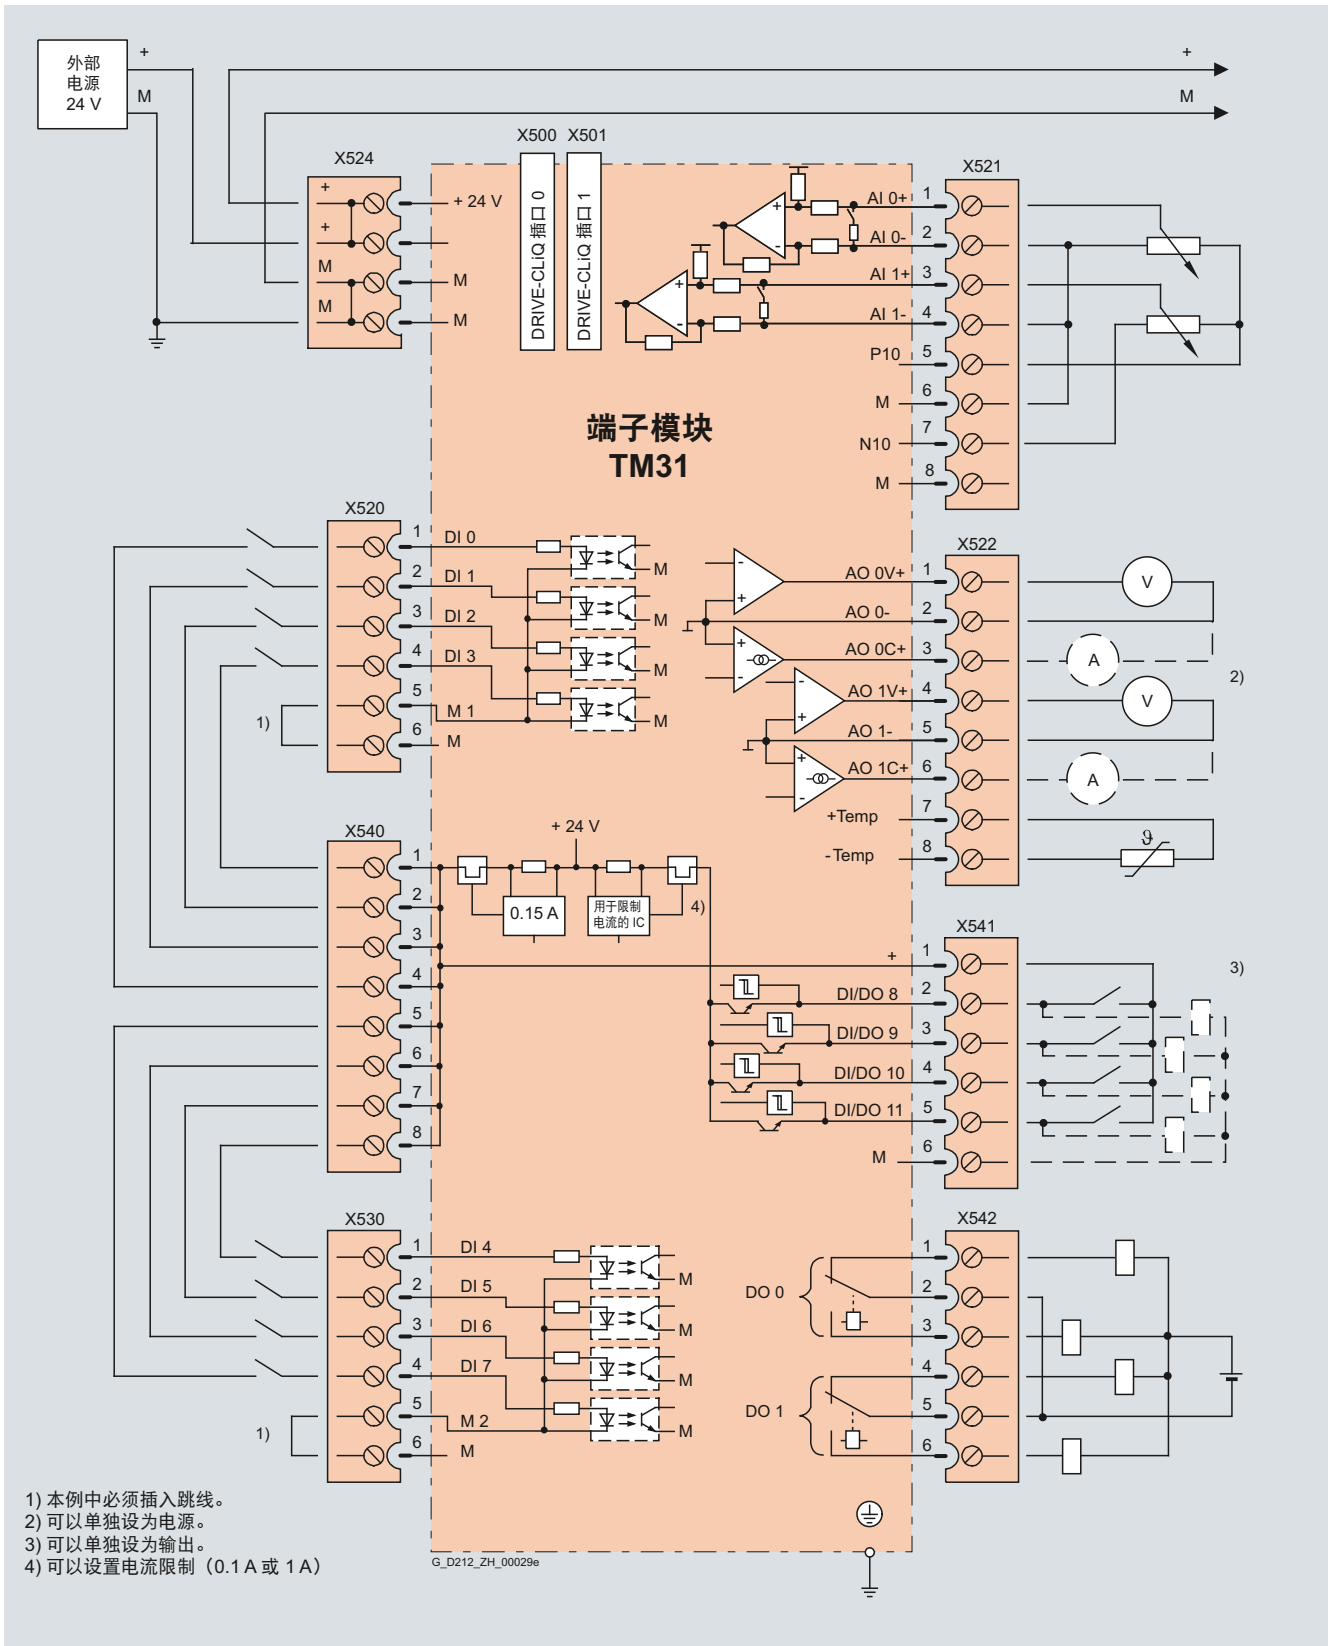 外部
电源
24 V
+
M
+
M
X500 X501
X524
+
+
M
M
+ 24 V
M
M
DRIVE-CLiQ 插口 0
DRIVE-CLiQ 插口 1
X521
+
-
+
-
AI 0+ 1
AI 0- 2
AI 1+ 3
AI 1- 4
P10 5
M 6
N10 7
M 8
端子模块
TM31
X520
1 DI 0
2 DI 1
3 DI 2
4 DI 3
5 M 1
6 M
1)
M
M
M
M
X522
-
+
+
-
-
+
+
-
AO 0V+ 1
AO 0- 2
AO 0C+ 3
AO 1V+ 4
AO 1- 5
AO 1C+ 6
+Temp 7
- Temp 8
V
A
V
A
2)
ϑ
X540
1
2
3
4
5
6
7
8
+ 24 V
0.15 A
用于限制
电流的 IC
4)
X541
+ 1
DI/DO 8 2
DI/DO 9 3
DI/DO 10 4
DI/DO 11 5
M 6
3)
X530
1 DI 4
2 DI 5
3 DI 6
4 DI 7
5 M 2
6 M
1)
M
M
M
M
X542
DO 0
DO 1
1
2
3
4
5
6
1) 本例中必须插入跳线。
2) 可以单独设为电源。
3) 可以单独设为输出。
4) 可以设置电流限制（0.1 A 或 1 A）
G_D212_ZH_00029e